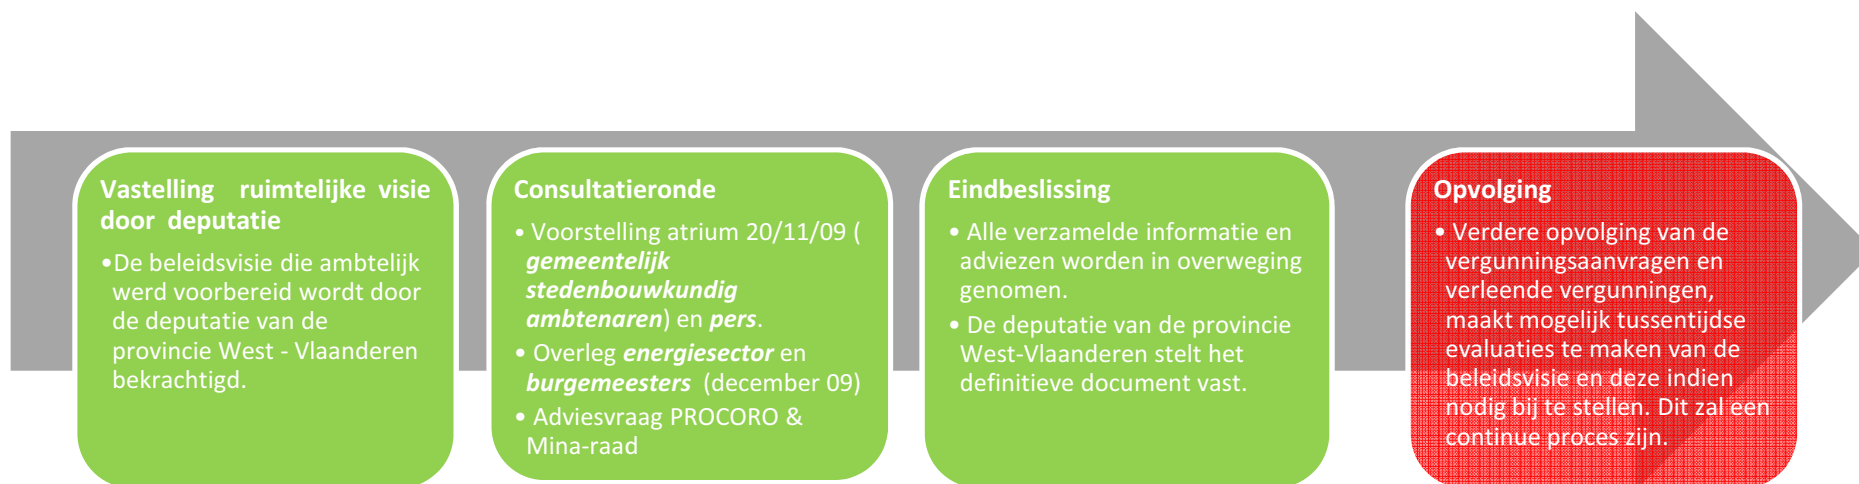 Vastelling ruimtelijke visie
door deputatie
•De beleidsvisie die ambtelijk
werd voorbereid wordt door
de deputatie van de
provincie West - Vlaanderen
bekrachtigd.
Consultatieronde
• Voorstelling atrium 20/11/09 (
gemeentelijk
stedenbouwkundig
ambtenaren) en pers.
• Overleg energiesector en
burgemeesters (december 09)
• Adviesvraag PROCORO &
Mina-raad
Eindbeslissing
• Alle verzamelde informatie en
adviezen worden in overweging
genomen.
• De deputatie van de provincie
West-Vlaanderen stelt het
definitieve document vast.
Opvolging
• Verdere opvolging van de
vergunningsaanvragen en
verleende vergunningen,
maakt mogelijk tussentijdse
evaluaties te maken van de
beleidsvisie en deze indien
nodig bij te stellen. Dit zal een
continue proces zijn.